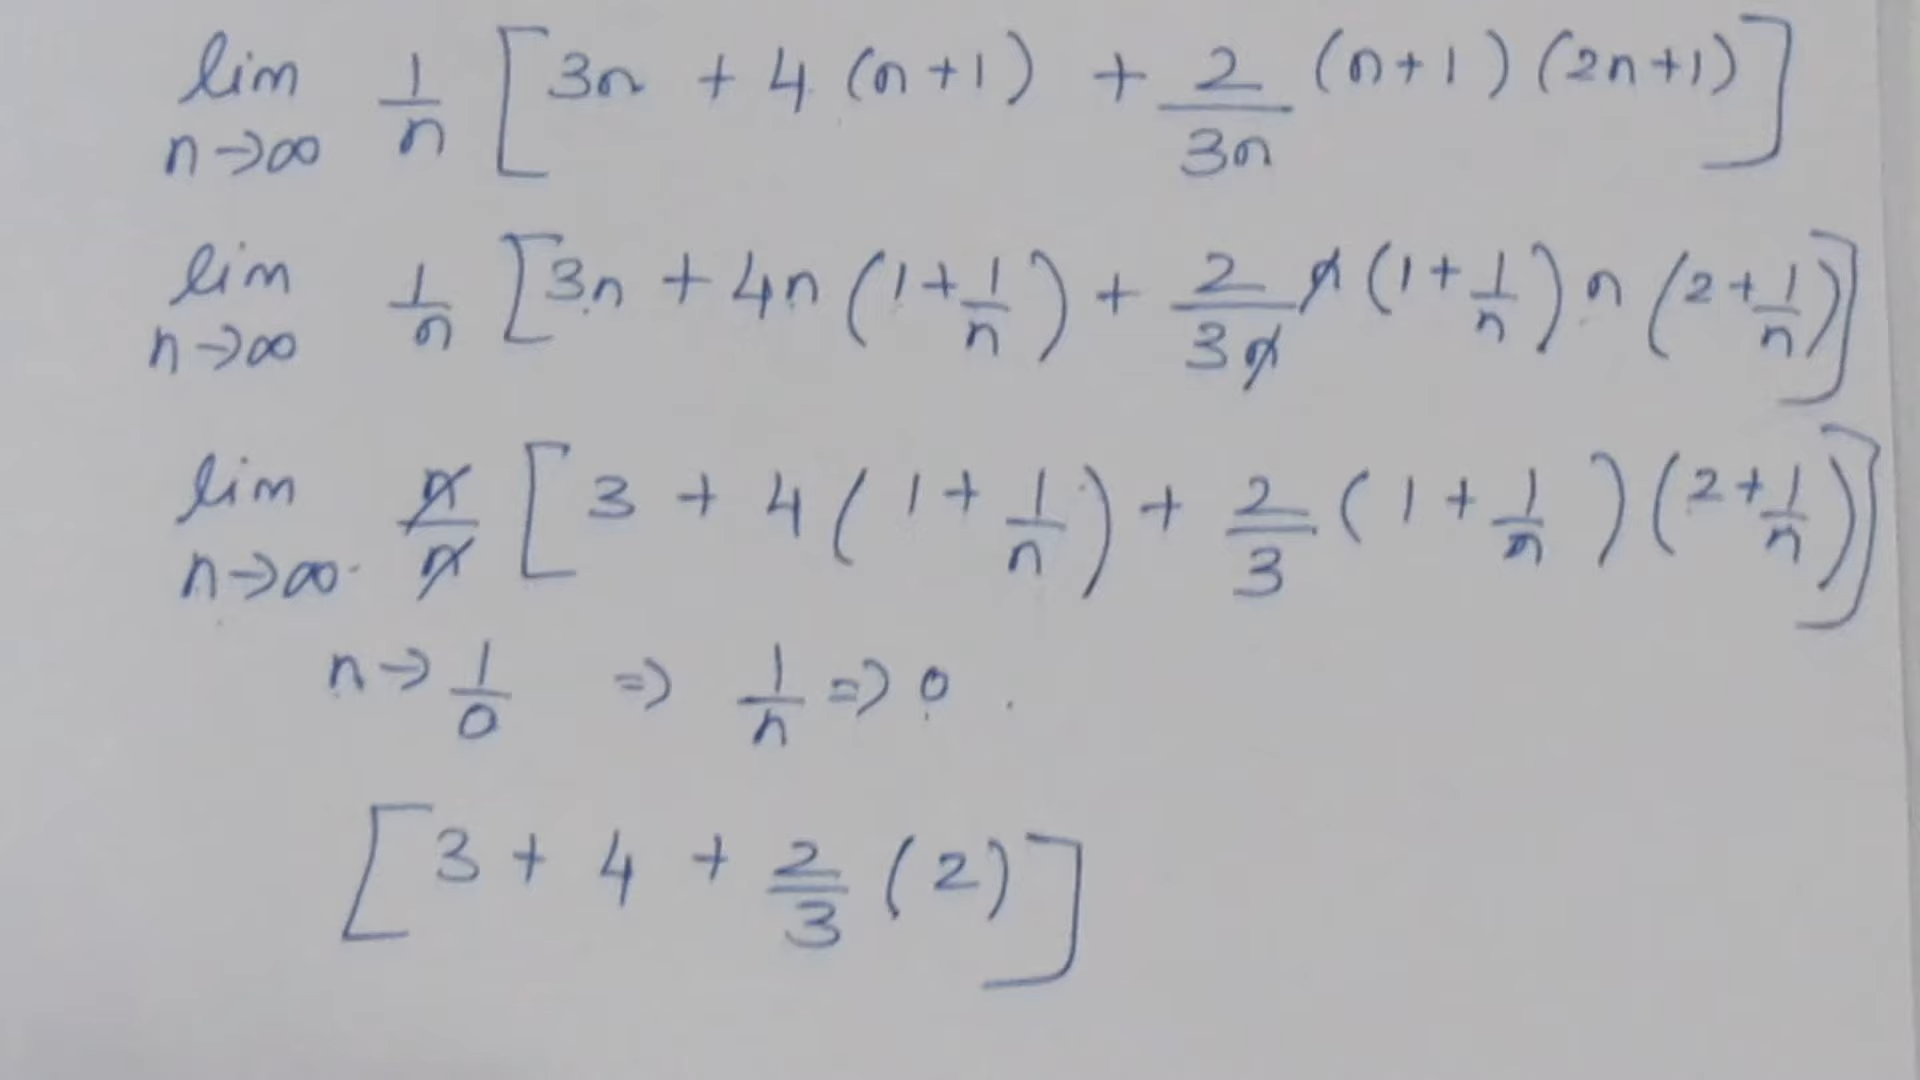 lim n→∞ 1/n [3n + 4(n+1) + 2/3n (n+1)(2n+1)]
lim n→∞ 1/n [3n + 4n(1+1/n) + 2/3n n(1+1/n)n(2+1/n)]
lim n→∞ n/n [3 + 4(1+1/n) + 2/3(1+1/n)(2+1/n)]
n→1/0 ⇒ 1/n ⇒ 0.
[3 + 4 + 2/3(2)]